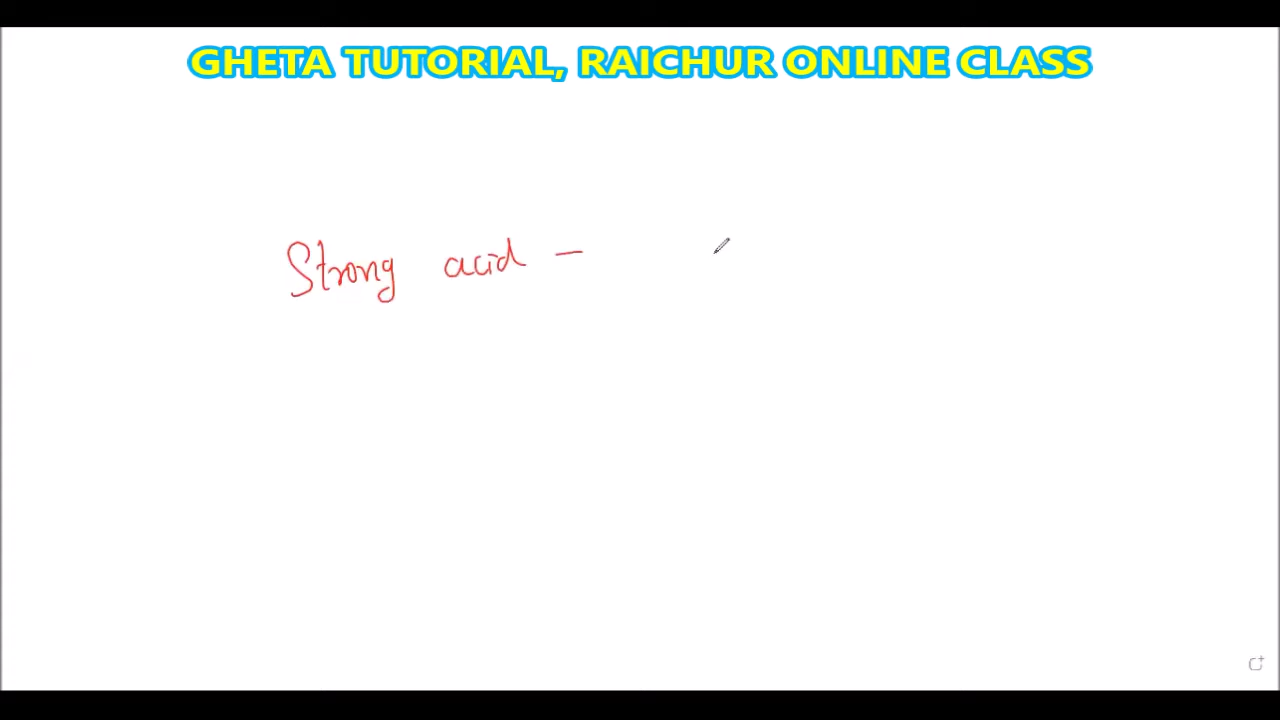 GHETA TUTORIAL, RAICHUR ONLINE CLASS
Strong acid –